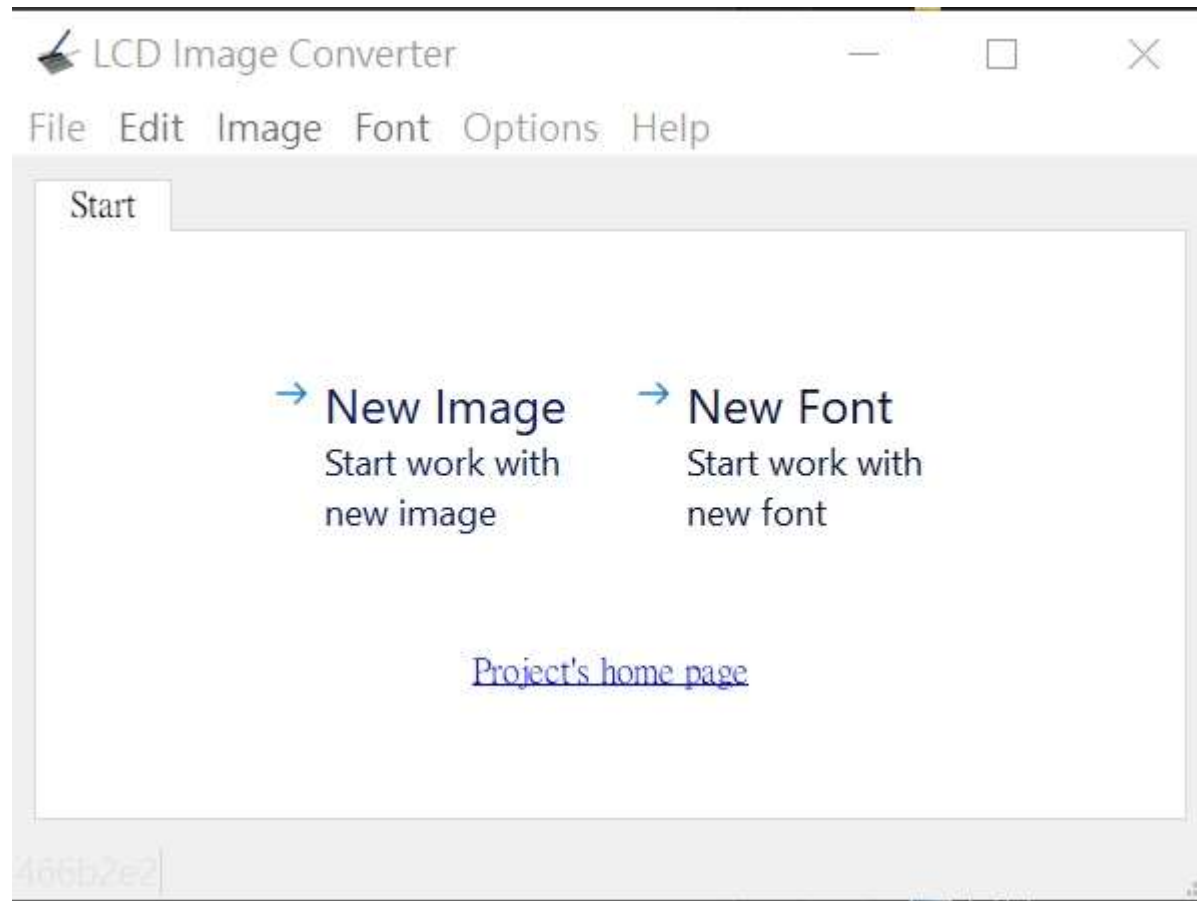 LCD Image Converter
File Edit Image Font Options Help
Start
New Image
Start work with
new image
New Font
Start work with
new font
Project's home page
466b2e2